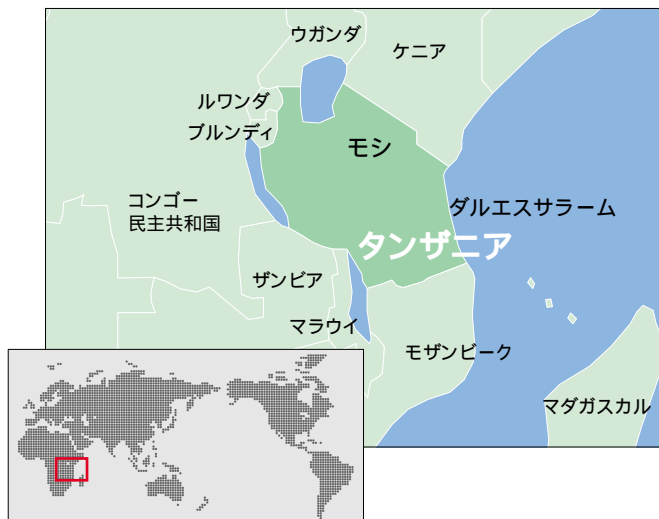 ウガンダ
ケニア
ルワンダ
ブルンディ
モシ
コンゴー
民主共和国
ダルエスサラーム
タンザニア
ザンビア
マラウイ
モザンビーク
マダガスカル